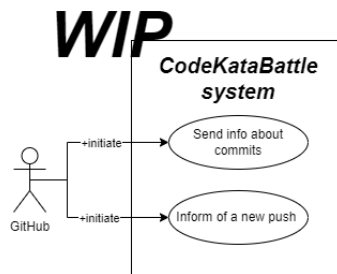 WIP
CodeKataBattle
system
+initiate
Send info about
commits
GitHub
+initiate
Inform of a new push